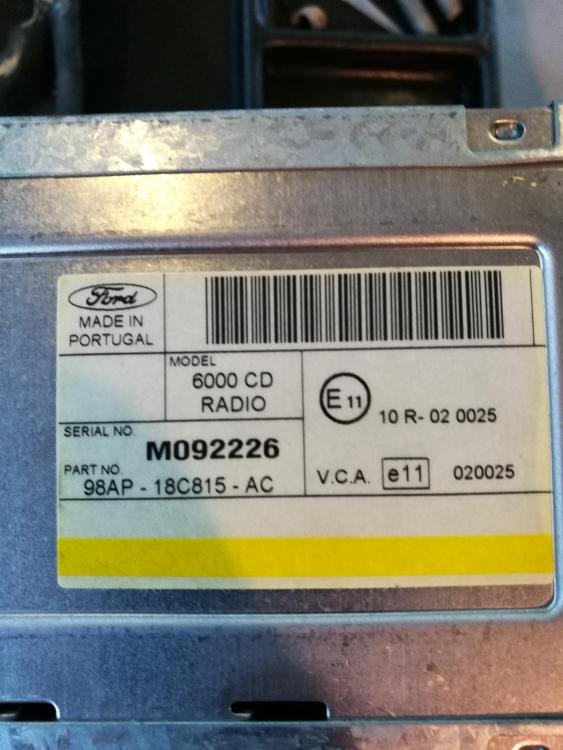 Ford
MADE IN
PORTUGAL
MODEL
6000 CD
RADIO
SERIAL NO.
M092226
PART NO.
98AP - 18C815 - AC
E 11
10 R- 02 0025
V.C.A. e11 020025